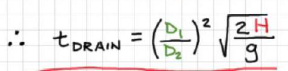 ∴ t_DRAIN = (D₁/D₂)² √(2H/g)